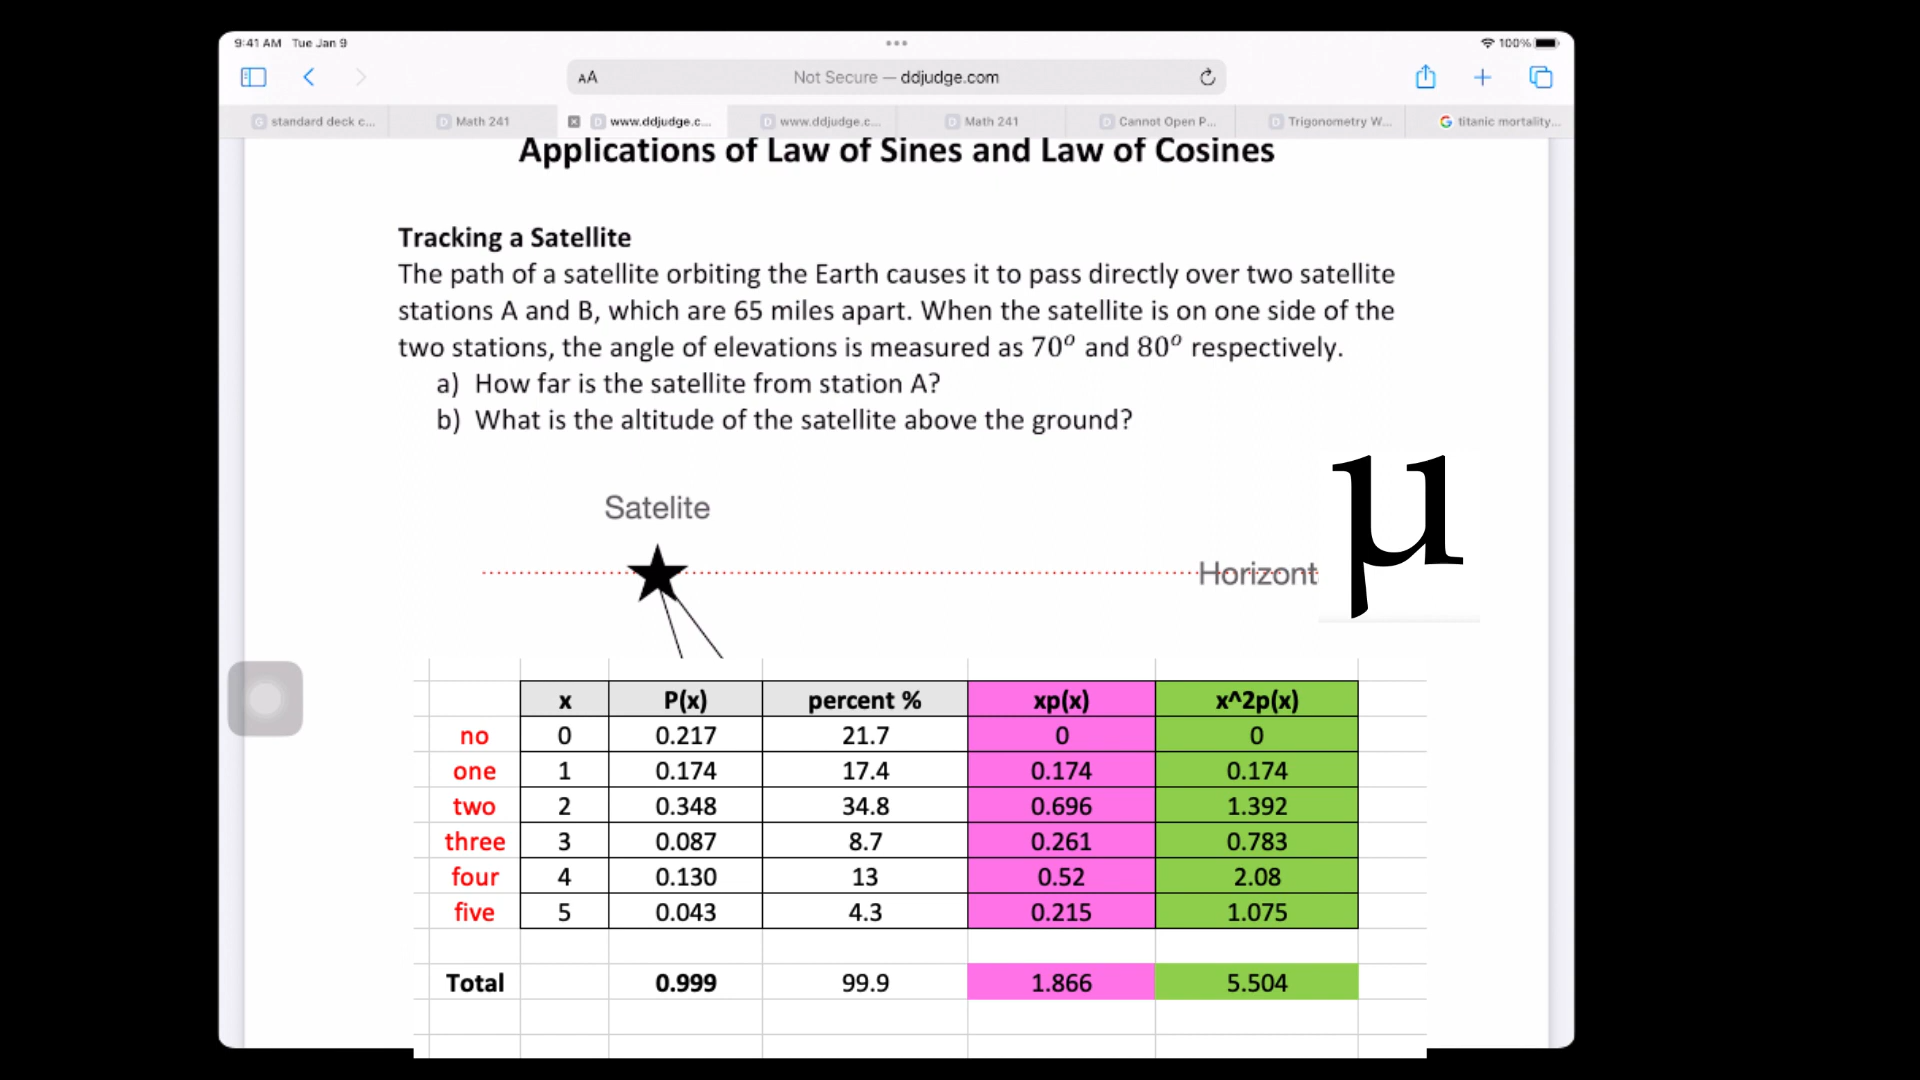 9:41 AM Tue Jan 9
100%
AA Not Secure — ddjudge.com
standard deck c... Math 241 www.ddjudge.c... www.ddjudge.c... Math 241 Cannot Open P... Trigonometry W... titanic mortality...
Applications of Law of Sines and Law of Cosines
Tracking a Satellite
The path of a satellite orbiting the Earth causes it to pass directly over two satellite
stations A and B, which are 65 miles apart. When the satellite is on one side of the
two stations, the angle of elevations is measured as 70° and 80° respectively.
a) How far is the satellite from station A?
b) What is the altitude of the satellite above the ground?
Satelite
Horizont
μ
x P(x) percent % xp(x) x^2p(x)
no 0 0.217 21.7 0 0
one 1 0.174 17.4 0.174 0.174
two 2 0.348 34.8 0.696 1.392
three 3 0.087 8.7 0.261 0.783
four 4 0.130 13 0.52 2.08
five 5 0.043 4.3 0.215 1.075
Total 0.999 99.9 1.866 5.504